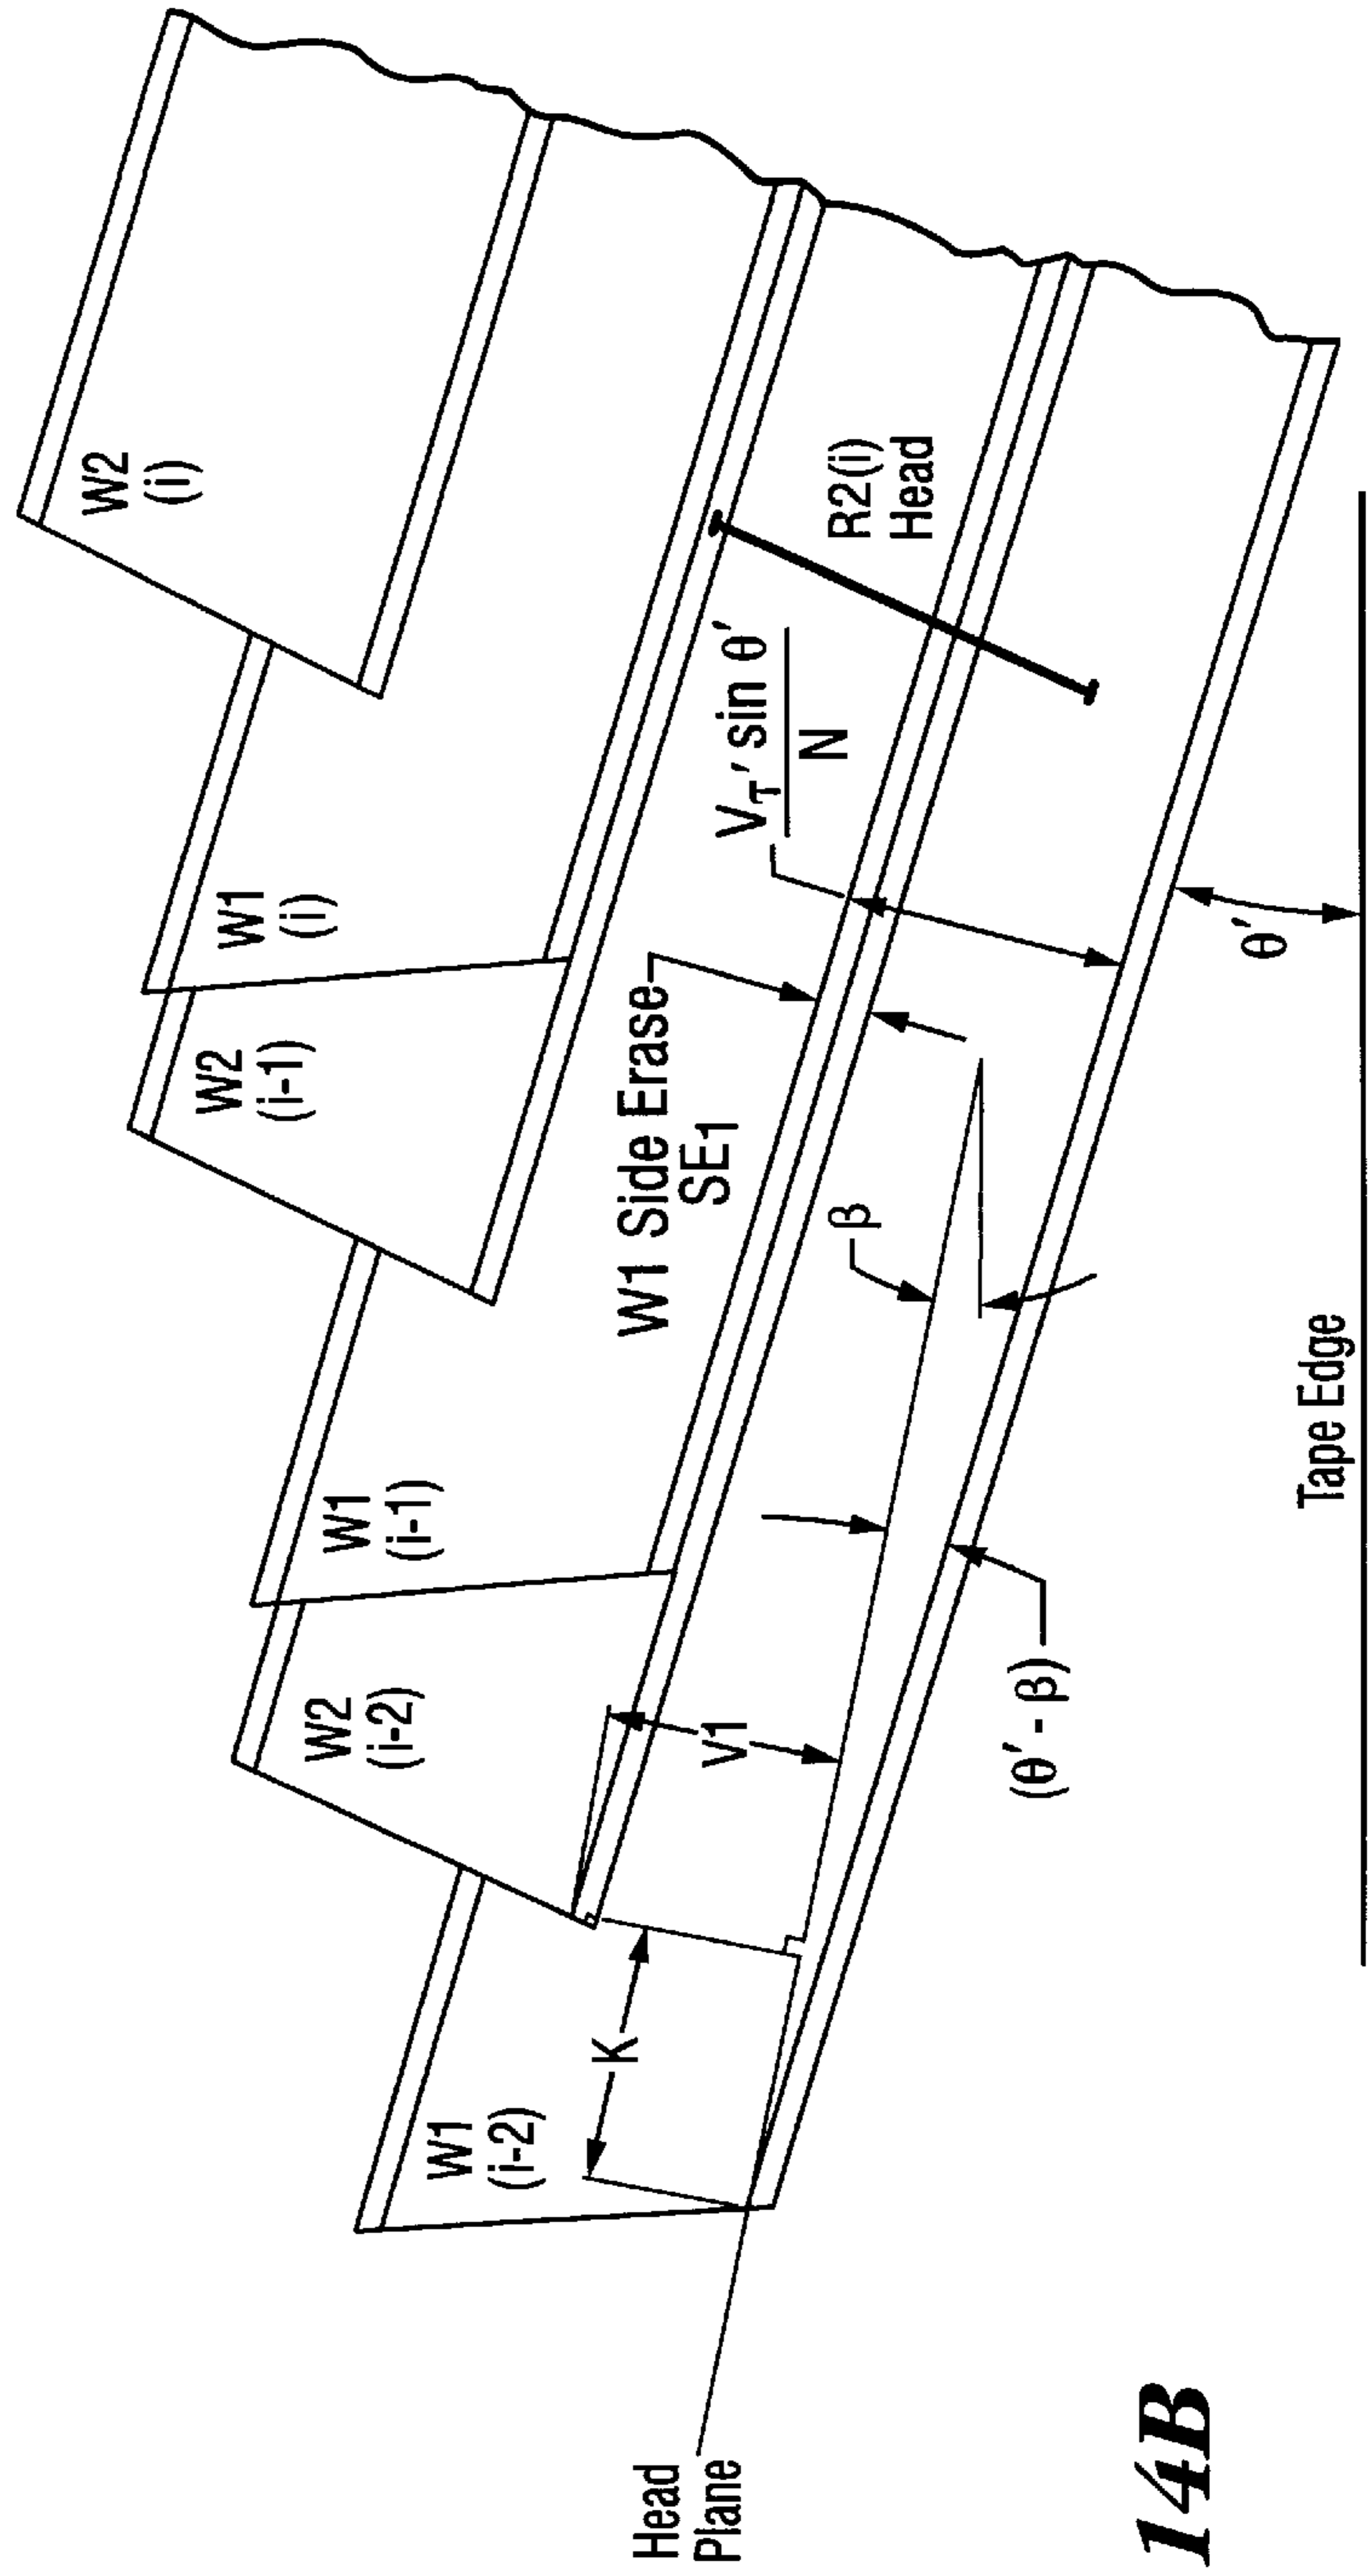 W2
(i)
W1
(i)
W2
(i-1)
W1
(i-1)
W2
(i-2)
W1
(i-2)
R2(i)
Head
V_T' sin θ'
N
W1 Side Erase
SE1
β
V1
K
(θ' - β)
θ'
Tape Edge
Head
Plane
14B